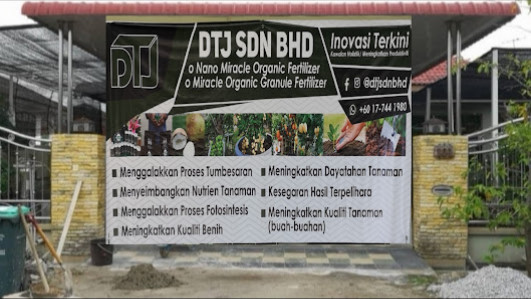 DTJ
DTJ SDN BHD
o Nano Miracle Organic Fertilizer
o Miracle Organic Granule Fertilizer
Inovasi Terkini
@dtjsdnbhd
+60 17-744 1980
■ Menggalakkan Proses Tumbesaran
■ Menyeimbangkan Nutrien Tanaman
■ Menggalakkan Proses Fotosintesis
■ Meningkatkan Kualiti Benih
■ Meningkatkan Dayatahan Tanaman
■ Kesegaran Hasil Terpelihara
■ Meningkalkan Kualiti Tanaman
(buah-buahan)